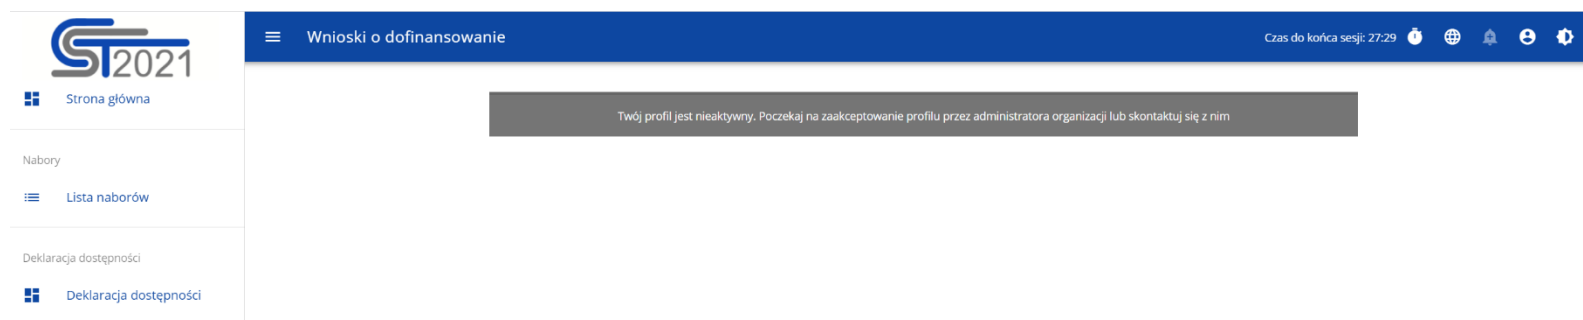 CST2021
Wnioski o dofinansowanie
Czas do końca sesji: 27:29
Strona główna
Twój profil jest nieaktywny. Poczekaj na zaakceptowanie profilu przez administratora organizacji lub skontaktuj się z nim
Nabory
Lista naborów
Deklaracja dostępności
Deklaracja dostępności